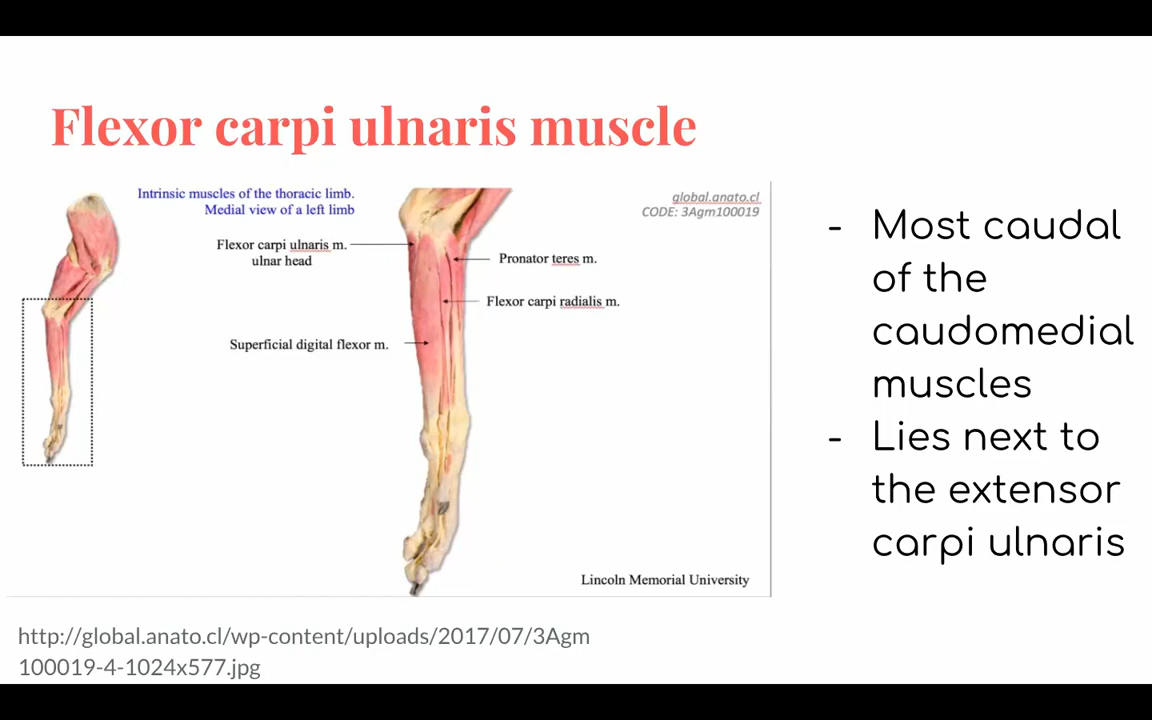 Flexor carpi ulnaris muscle
Intrinsic muscles of the thoracic limb.
Medial view of a left limb
global.anato.cl
CODE: 3Agm100019
Flexor carpi ulnaris m.
ulnar head
Pronator teres m.
Flexor carpi radialis m.
Superficial digital flexor m.
Lincoln Memorial University
- Most caudal
of the
caudomedial
muscles
- Lies next to
the extensor
carpi ulnaris
http://global.anato.cl/wp-content/uploads/2017/07/3Agm
100019-4-1024x577.jpg